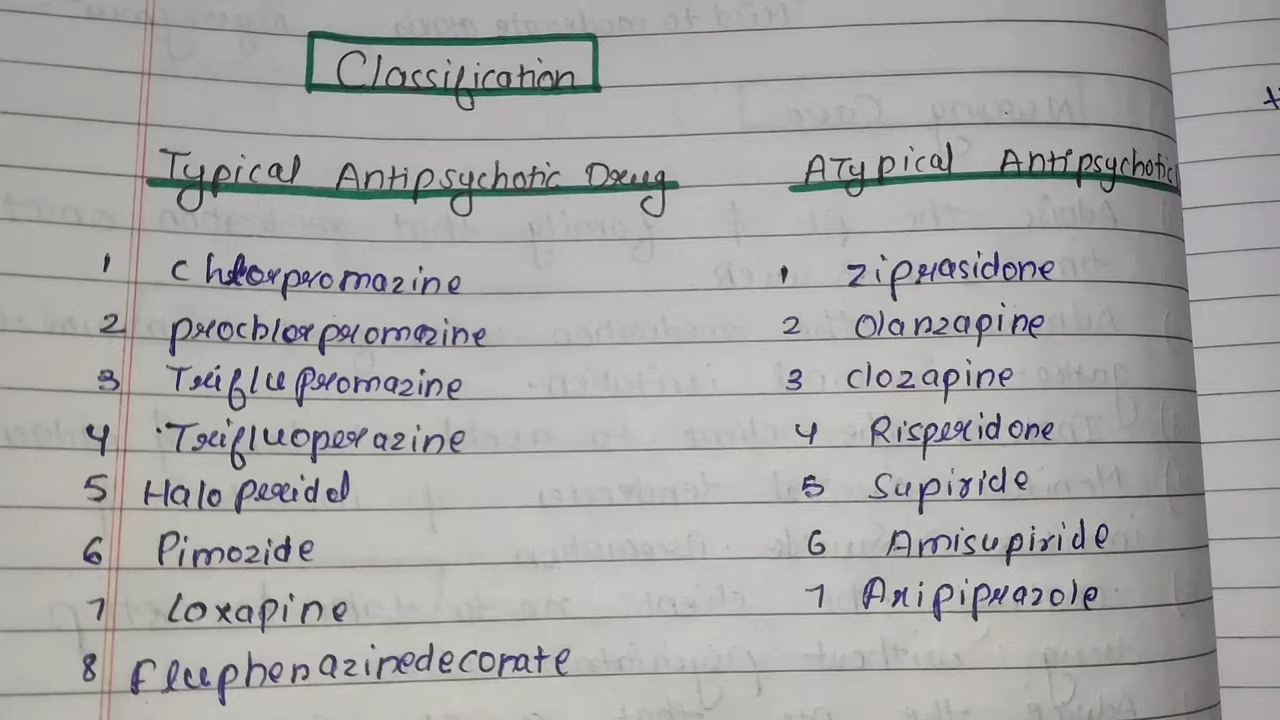 Classification
Typical Antipsychotic Drug
1 Chlorpromazine
2 prochlorpromazine
3 Triflupromazine
4 Trifluoperazine
5 Haloperidol
6 Pimozide
7 Loxapine
8 fluphenazinedeconate
ATypical Antipsychotic
1 Ziprasidone
2 Olanzapine
3 clozapine
4 Risperidone
5 Supiride
6 Amisupiride
7 Aripiprazole